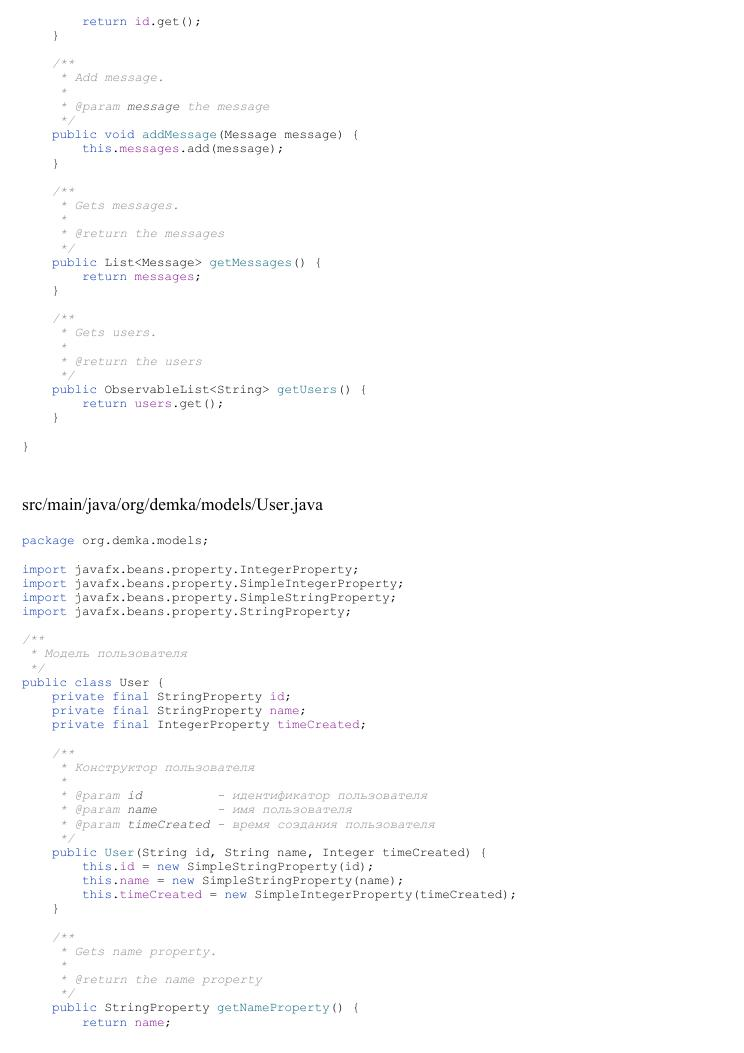 return id.get();
    }

    /**
     * Add message.
     *
     * @param message the message
     */
    public void addMessage(Message message) {
        this.messages.add(message);
    }

    /**
     * Gets messages.
     *
     * @return the messages
     */
    public List<Message> getMessages() {
        return messages;
    }

    /**
     * Gets users.
     *
     * @return the users
     */
    public ObservableList<String> getUsers() {
        return users.get();
    }

}

src/main/java/org/demka/models/User.java

package org.demka.models;

import javafx.beans.property.IntegerProperty;
import javafx.beans.property.SimpleIntegerProperty;
import javafx.beans.property.SimpleStringProperty;
import javafx.beans.property.StringProperty;

/**
 * Модель пользователя
 */
public class User {
    private final StringProperty id;
    private final StringProperty name;
    private final IntegerProperty timeCreated;

    /**
     * Конструктор пользователя
     *
     * @param id          - идентификатор пользователя
     * @param name        - имя пользователя
     * @param timeCreated - время создания пользователя
     */
    public User(String id, String name, Integer timeCreated) {
        this.id = new SimpleStringProperty(id);
        this.name = new SimpleStringProperty(name);
        this.timeCreated = new SimpleIntegerProperty(timeCreated);
    }

    /**
     * Gets name property.
     *
     * @return the name property
     */
    public StringProperty getNameProperty() {
        return name;